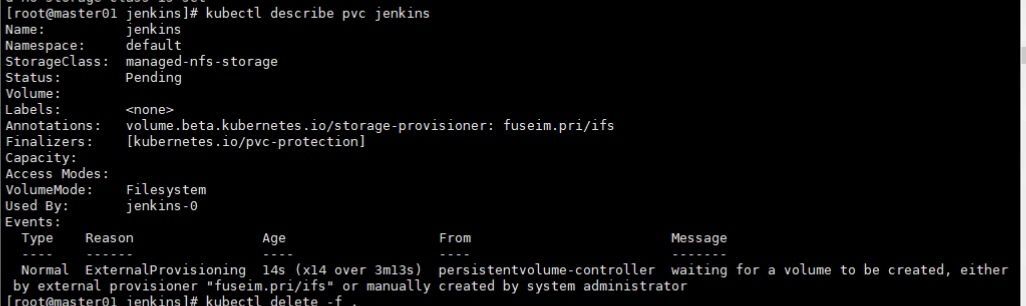 [root@master01 jenkins]# kubectl describe pvc jenkins
Name:          jenkins
Namespace:     default
StorageClass:  managed-nfs-storage
Status:        Pending
Volume:
Labels:        <none>
Annotations:   volume.beta.kubernetes.io/storage-provisioner: fuseim.pri/ifs
Finalizers:    [kubernetes.io/pvc-protection]
Capacity:
Access Modes:
VolumeMode:    Filesystem
Used By:       jenkins-0
Events:
  Type    Reason                Age                  From                         Message
  ----    ------                ----                 ----                         -------
  Normal  ExternalProvisioning  14s (x14 over 3m13s)  persistentvolume-controller  waiting for a volume to be created, either
 by external provisioner "fuseim.pri/ifs" or manually created by system administrator
[root@master01 jenkins]# kubectl delete -f .